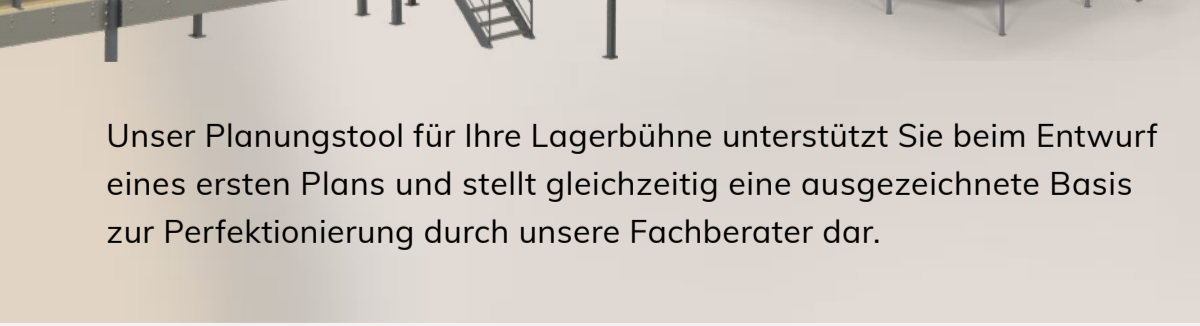 Unser Planungstool für Ihre Lagerbühne unterstützt Sie beim Entwurf
eines ersten Plans und stellt gleichzeitig eine ausgezeichnete Basis
zur Perfektionierung durch unsere Fachberater dar.